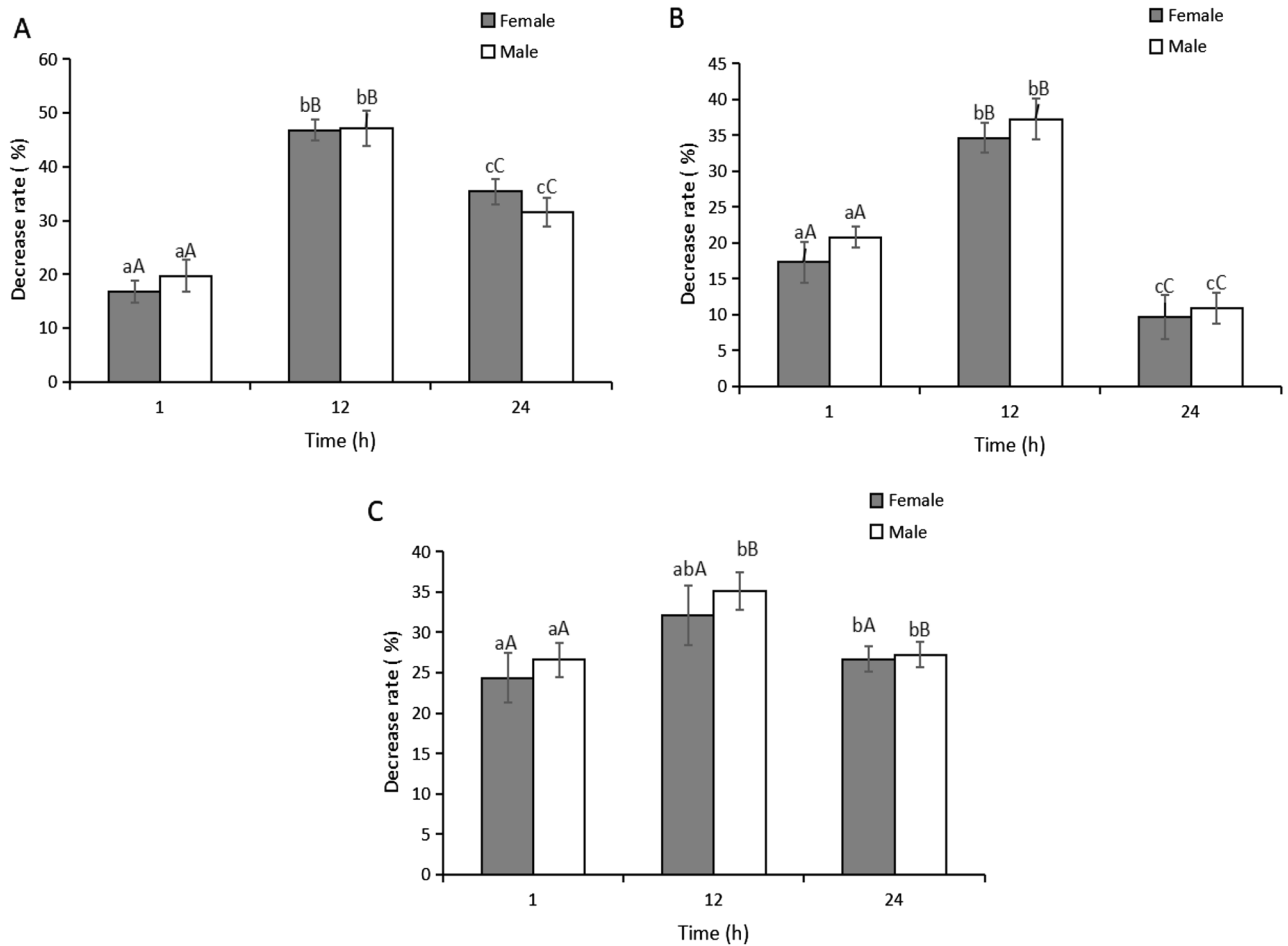 A
Female
Male
Decrease rate ( %)
60
50
40
30
20
10
0
aA
aA
bB
bB
cC
cC
1
12
24
Time (h)
B
Female
Male
Decrease rate ( %)
45
40
35
30
25
20
15
10
5
0
aA
aA
bB
bB
cC
cC
1
12
24
Time (h)
C
Female
Male
Decrease rate ( %)
40
35
30
25
20
15
10
5
0
aA
aA
abA
bB
bA
bB
1
12
24
Time (h)